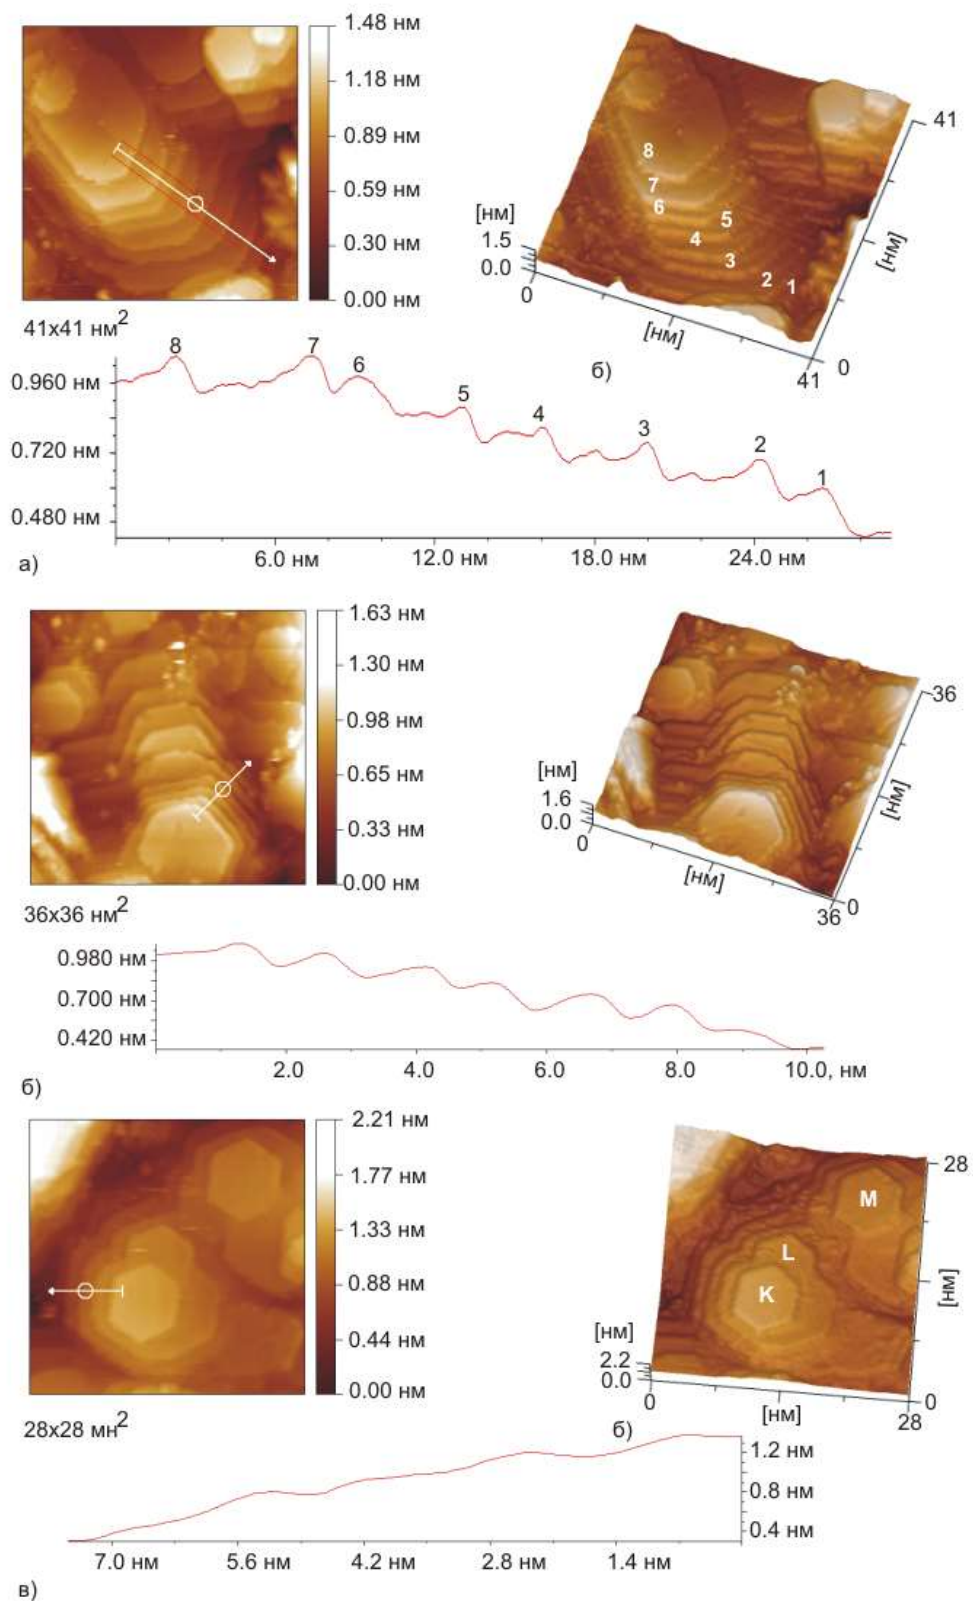 1.48 нм
1.18 нм
0.89 нм
0.59 нм
0.30 нм
0.00 нм
41x41 нм2
8
7
6
5
4
3
2
1
[нм]
1.5
0.0
0
[нм]
41
0
[нм]
41
б)
8
7
6
5
4
3
2
1
0.960 нм
0.720 нм
0.480 нм
6.0 нм
12.0 нм
18.0 нм
24.0 нм
а)
1.63 нм
1.30 нм
0.98 нм
0.65 нм
0.33 нм
0.00 нм
36x36 нм2
[нм]
1.6
0.0
0
[нм]
36
0
[нм]
36
0.980 нм
0.700 нм
0.420 нм
2.0
4.0
6.0
8.0
10.0, нм
б)
2.21 нм
1.77 нм
1.33 нм
0.88 нм
0.44 нм
0.00 нм
28x28 мн2
M
L
K
[нм]
2.2
0.0
0
[нм]
28
0
[нм]
28
б)
1.2 нм
0.8 нм
0.4 нм
7.0 нм
5.6 нм
4.2 нм
2.8 нм
1.4 нм
в)